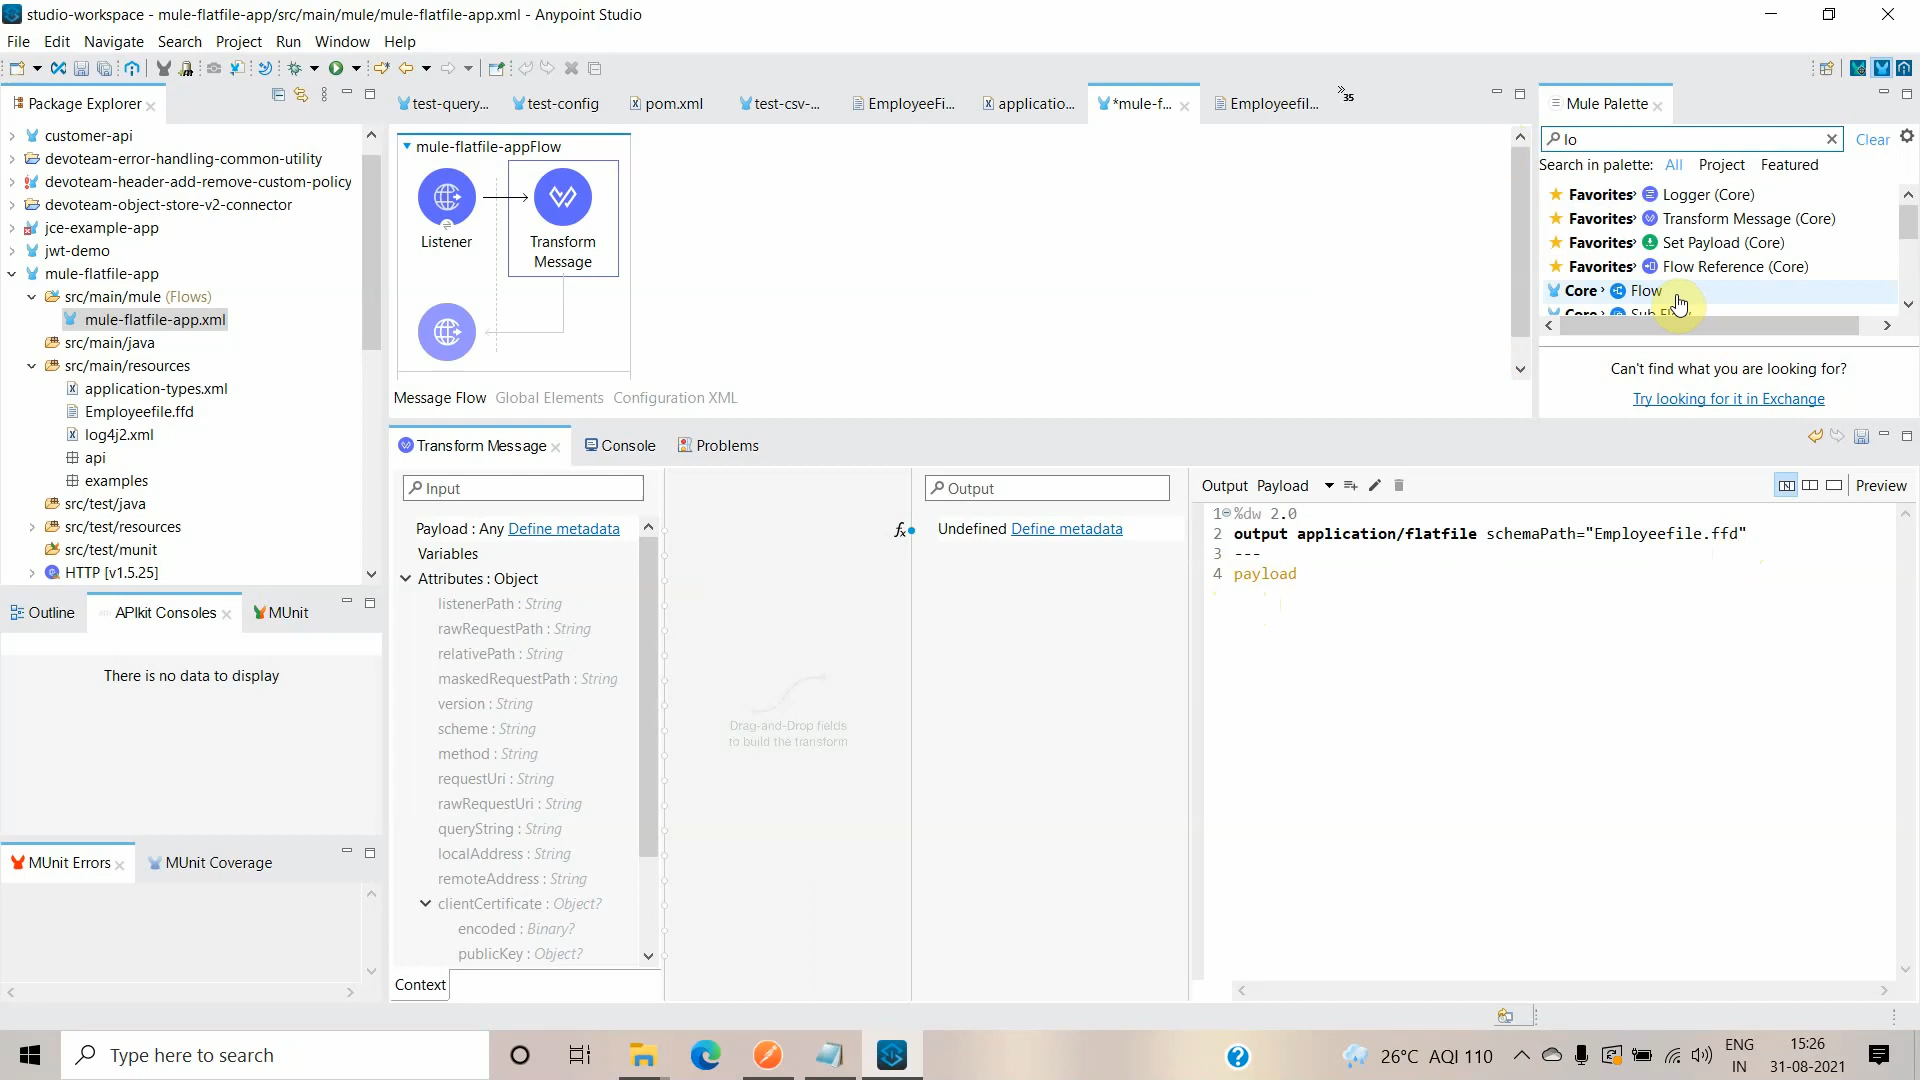 studio-workspace - mule-flatfile-app/src/main/mule/mule-flatfile-app.xml - Anypoint Studio
File Edit Navigate Search Project Run Window Help
Package Explorer
test-query... test-config pom.xml test-csv-... EmployeeFi... applicatio... *mule-f... Employeefil... 35
Mule Palette
customer-api
devoteam-error-handling-common-utility
devoteam-header-add-remove-custom-policy
devoteam-object-store-v2-connector
jce-example-app
jwt-demo
mule-flatfile-app
src/main/mule (Flows)
mule-flatfile-app.xml
src/main/java
src/main/resources
application-types.xml
Employeefile.ffd
log4j2.xml
api
examples
src/test/java
src/test/resources
src/test/munit
HTTP [v1.5.25]
mule-flatfile-appFlow
Listener
Transform
Message
Message Flow Global Elements Configuration XML
lo Clear
Search in palette: All Project Featured
Favorites Logger (Core)
Favorites Transform Message (Core)
Favorites Set Payload (Core)
Favorites Flow Reference (Core)
Core Flow
Core Sub Flow
Can't find what you are looking for?
Try looking for it in Exchange
Outline APIkit Consoles MUnit
There is no data to display
MUnit Errors MUnit Coverage
Transform Message Console Problems
Input
Payload : Any Define metadata
Variables
Attributes : Object
listenerPath : String
rawRequestPath : String
relativePath : String
maskedRequestPath : String
version : String
scheme : String
method : String
requestUri : String
rawRequestUri : String
queryString : String
localAddress : String
remoteAddress : String
clientCertificate : Object?
encoded : Binary?
publicKey : Object?
Context
fx
Drag-and-Drop fields
to build the transform
Output
Undefined Define metadata
Output Payload Preview
1 %dw 2.0
2 output application/flatfile schemaPath="Employeefile.ffd"
3 ---
4 payload
Type here to search
26°C AQI 110
ENG
IN
15:26
31-08-2021